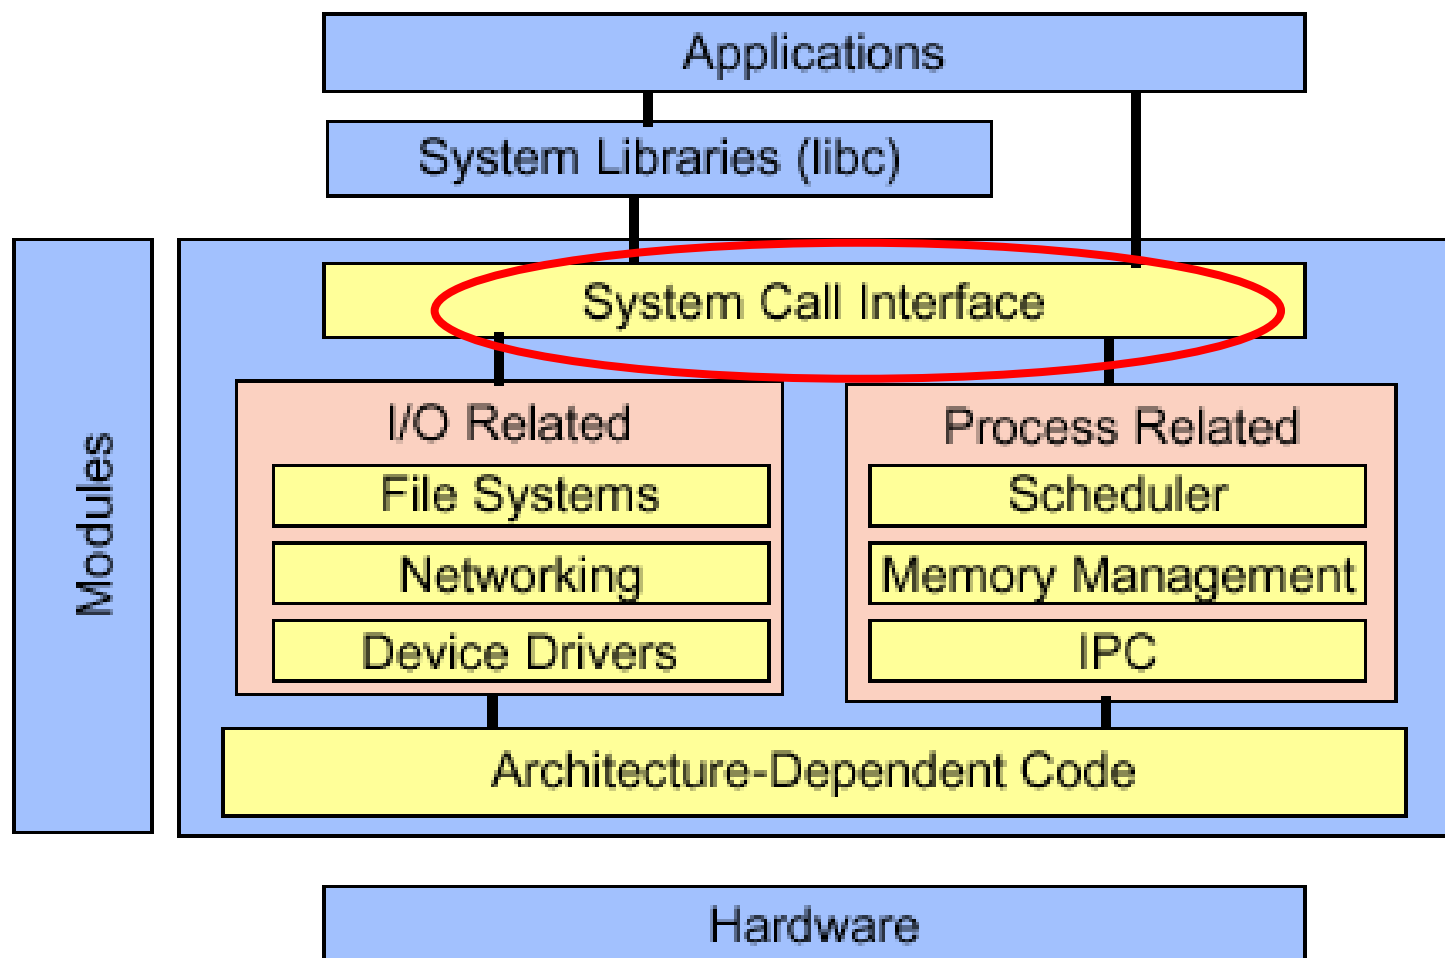 Applications
System Libraries (libc)
System Call Interface
Modules
I/O Related
File Systems
Networking
Device Drivers
Process Related
Scheduler
Memory Management
IPC
Architecture-Dependent Code
Hardware